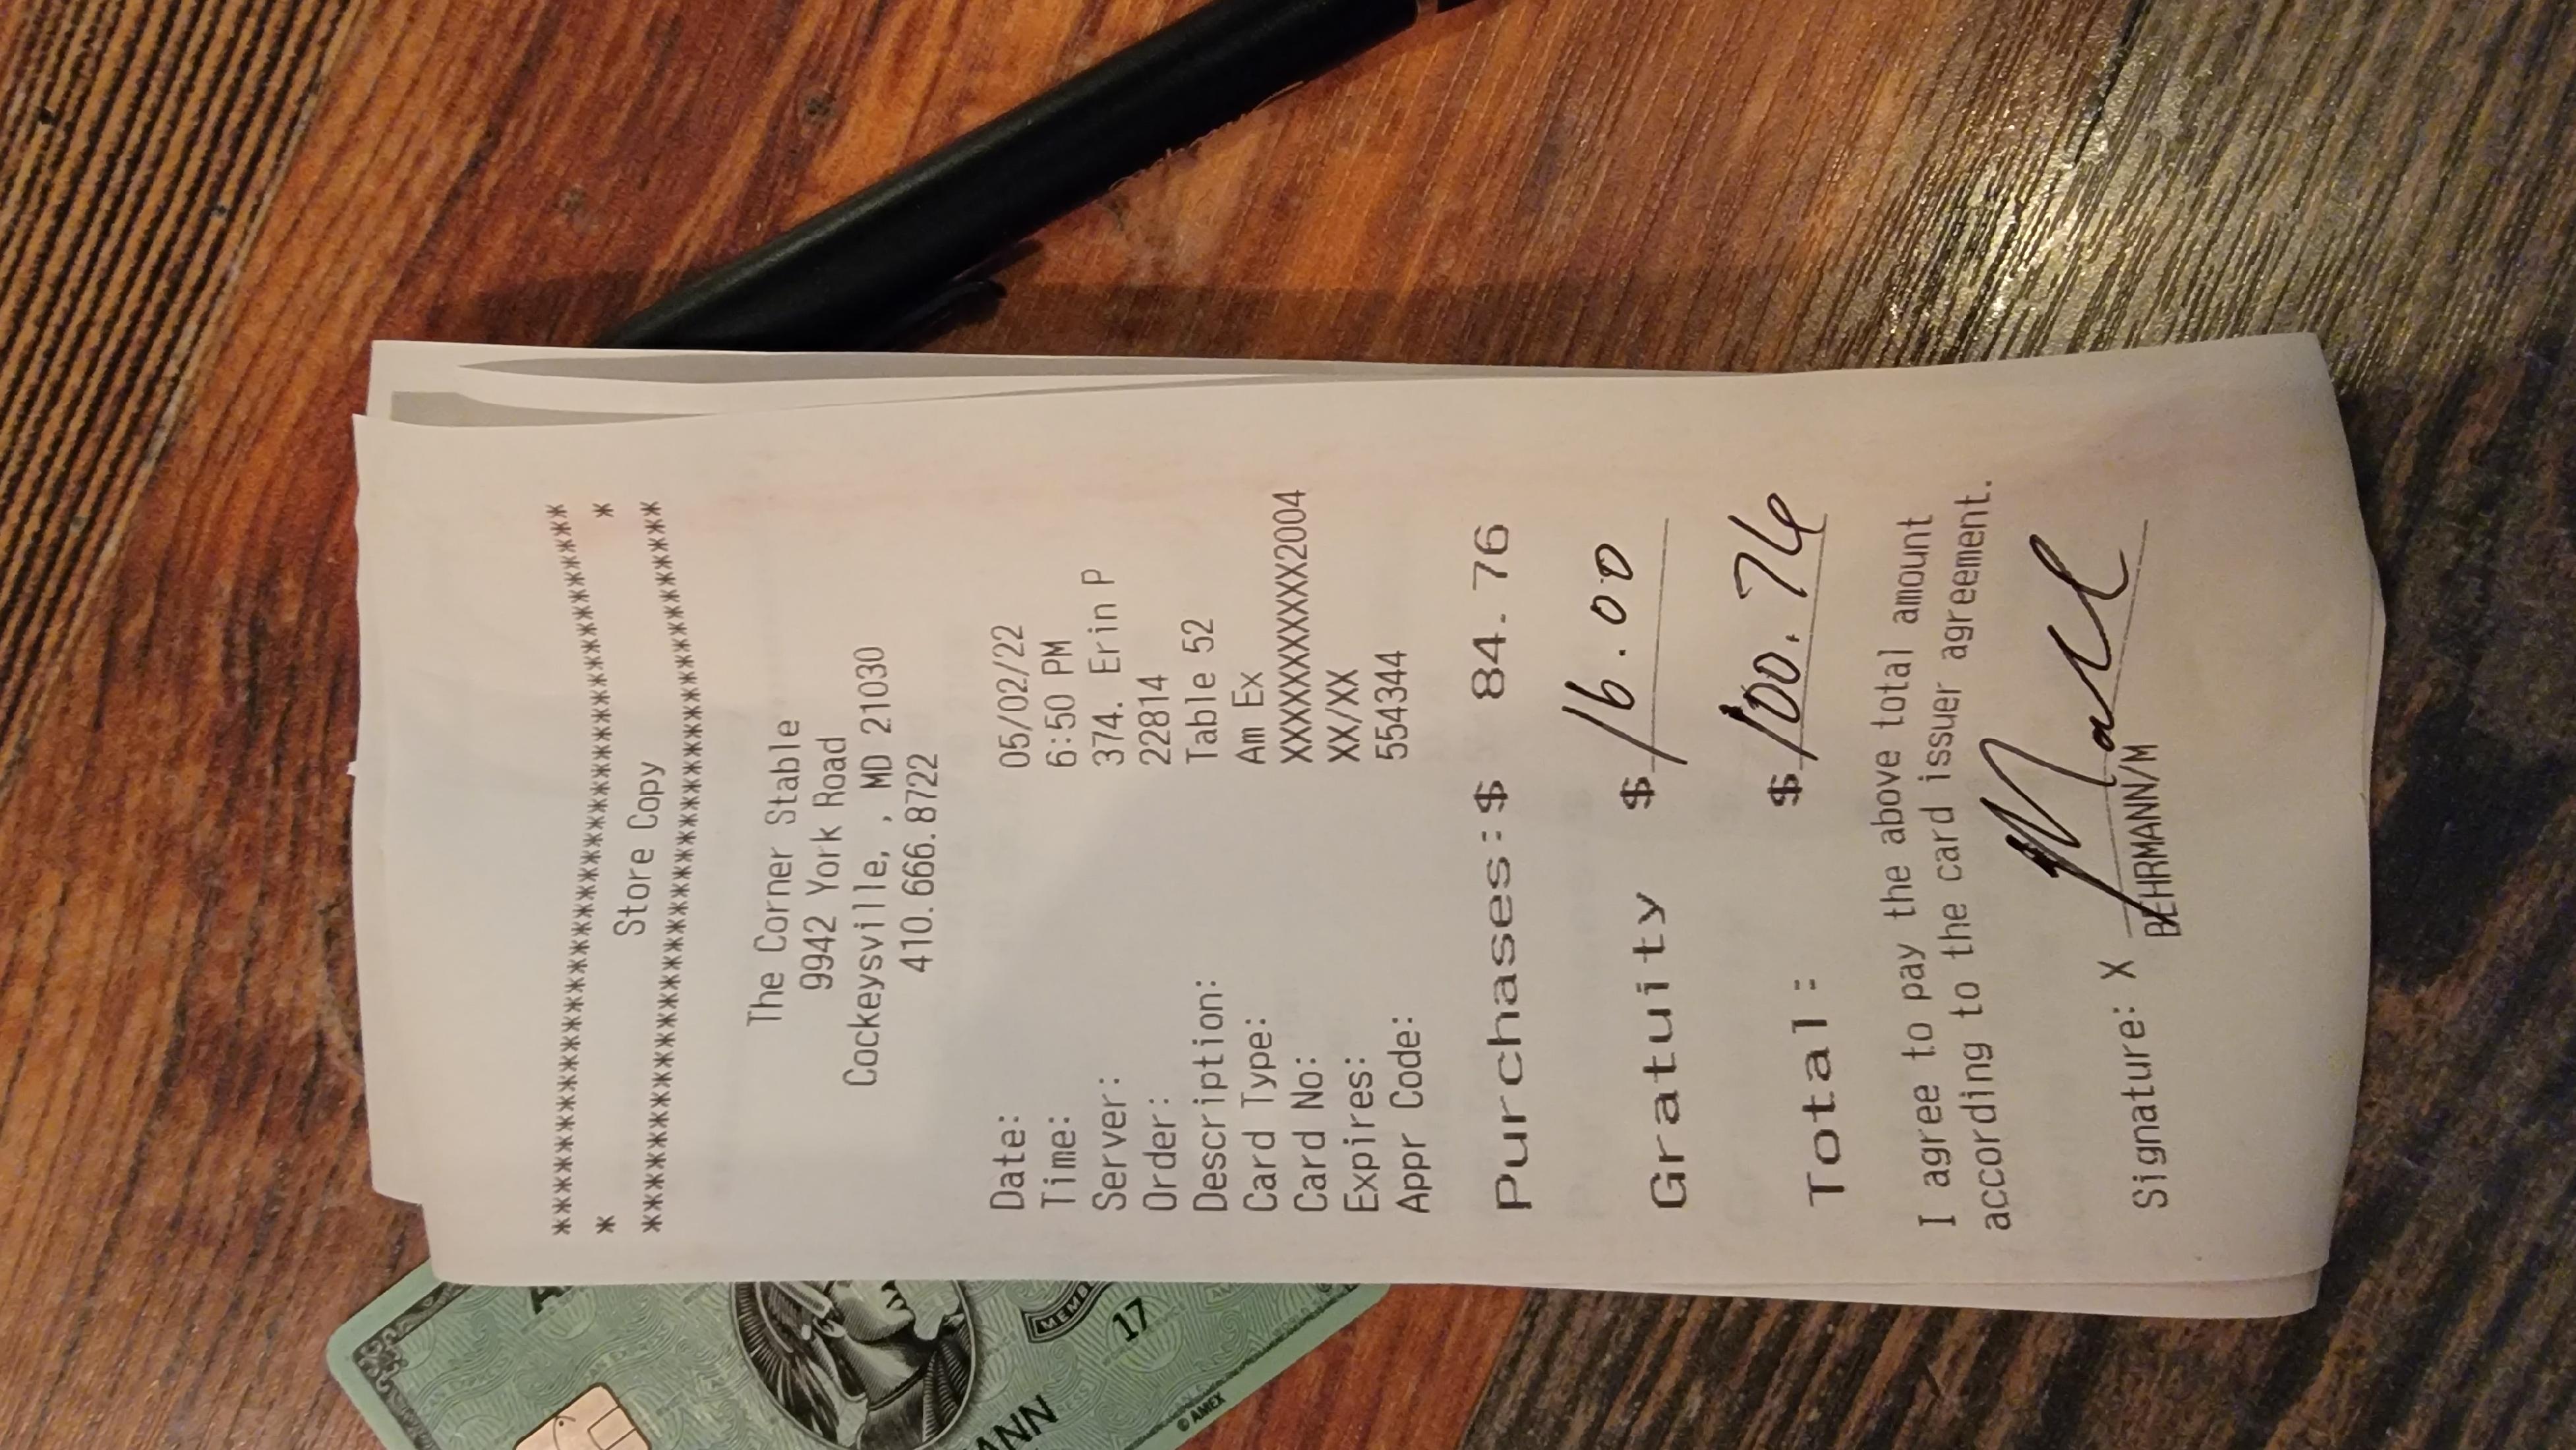 ****************************************
* *
Store Copy
****************************************
The Corner Stable
9942 York Road
Cockeysville, , MD 21030
410.666.8722
Date: 05/02/22
Time: 6:50 PM
Server: 374. Erin P
Order: 22814
Description: Table 52
Card Type: Am Ex
Card No: XXXXXXXXXXX2004
Expires: XX/XX
Appr Code: 554344
Purchases:$ 84.76
Gratuity $ 16.00
Total: $ 100.76
I agree to pay the above total amount
according to the card issuer agreement.
Signature: X
BEHRMANN/M
17
ANN
© AMEX